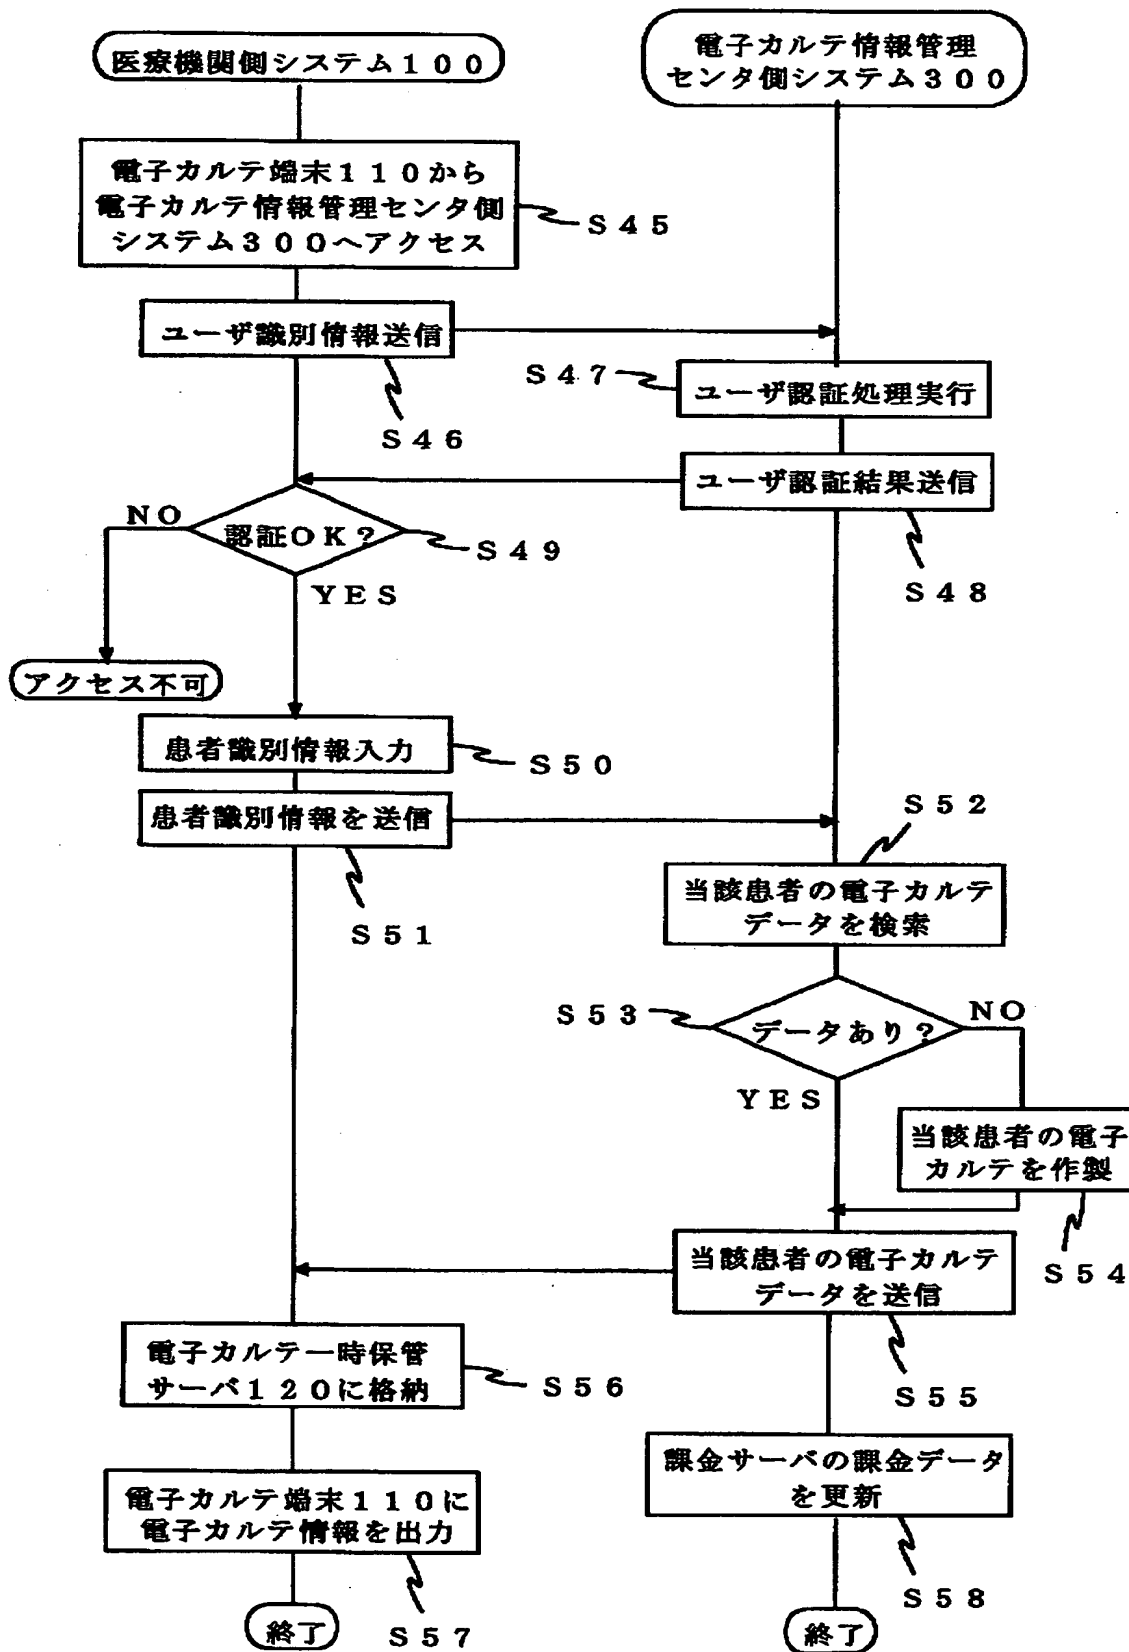 医療機関側システム１００
電子カルテ情報管理
センタ側システム３００
電子カルテ端末１１０から
電子カルテ情報管理センタ側
システム３００へアクセス
Ｓ４５
ユーザ識別情報送信
Ｓ４６
Ｓ４７
ユーザ認証処理実行
ユーザ認証結果送信
Ｓ４８
ＮＯ
認証ＯＫ？
Ｓ４９
ＹＥＳ
アクセス不可
患者識別情報入力
Ｓ５０
患者識別情報を送信
Ｓ５１
Ｓ５２
当該患者の電子カルテ
データを検索
Ｓ５３
データあり？
ＮＯ
ＹＥＳ
当該患者の電子
カルテを作製
Ｓ５４
当該患者の電子カルテ
データを送信
Ｓ５５
電子カルテ一時保管
サーバ１２０に格納
Ｓ５６
課金サーバの課金データ
を更新
Ｓ５８
電子カルテ端末１１０に
電子カルテ情報を出力
Ｓ５７
終了
終了